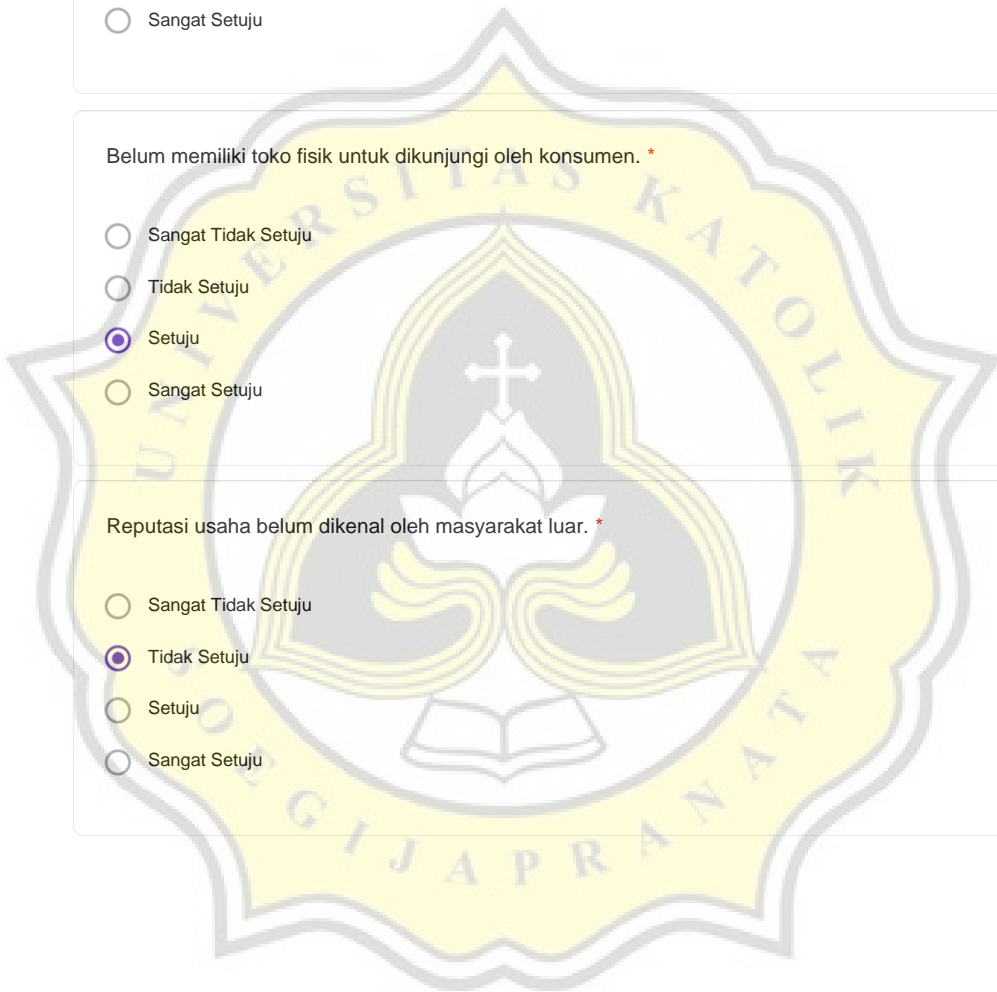 Sangat Setuju
Belum memiliki toko fisik untuk dikunjungi oleh konsumen. *
Sangat Tidak Setuju
Tidak Setuju
Setuju
Sangat Setuju
Reputasi usaha belum dikenal oleh masyarakat luar. *
Sangat Tidak Setuju
Tidak Setuju
Setuju
Sangat Setuju
UNIVERSITAS KATOLIK
SOEGIJAPRANATA